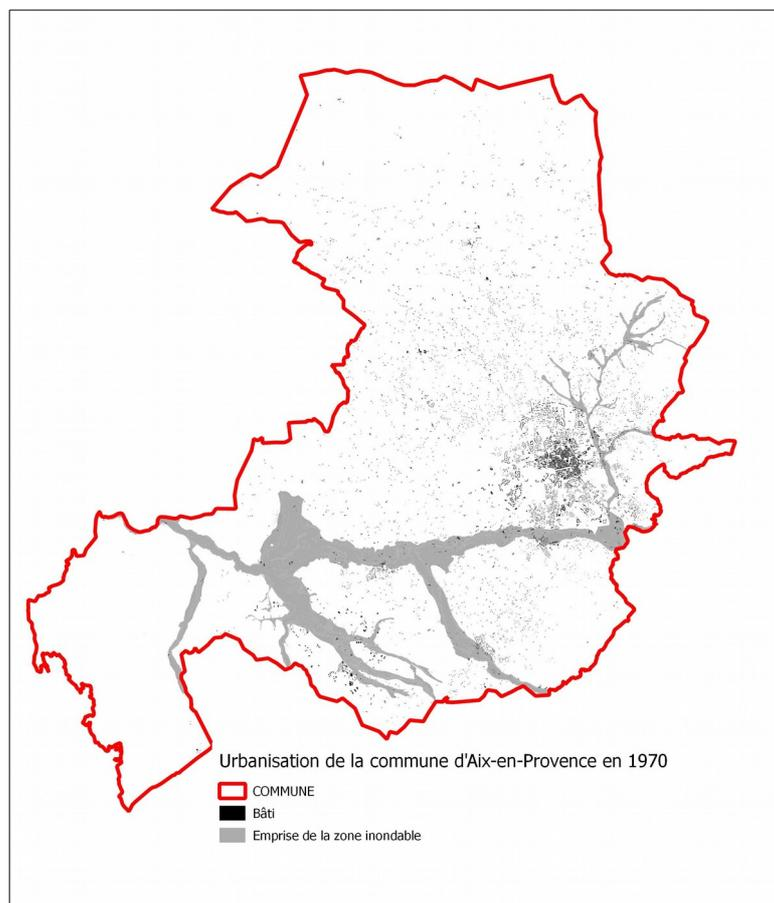 Urbanisation de la commune d'Aix-en-Provence en 1970
COMMUNE
Bâti
Emprise de la zone inondable